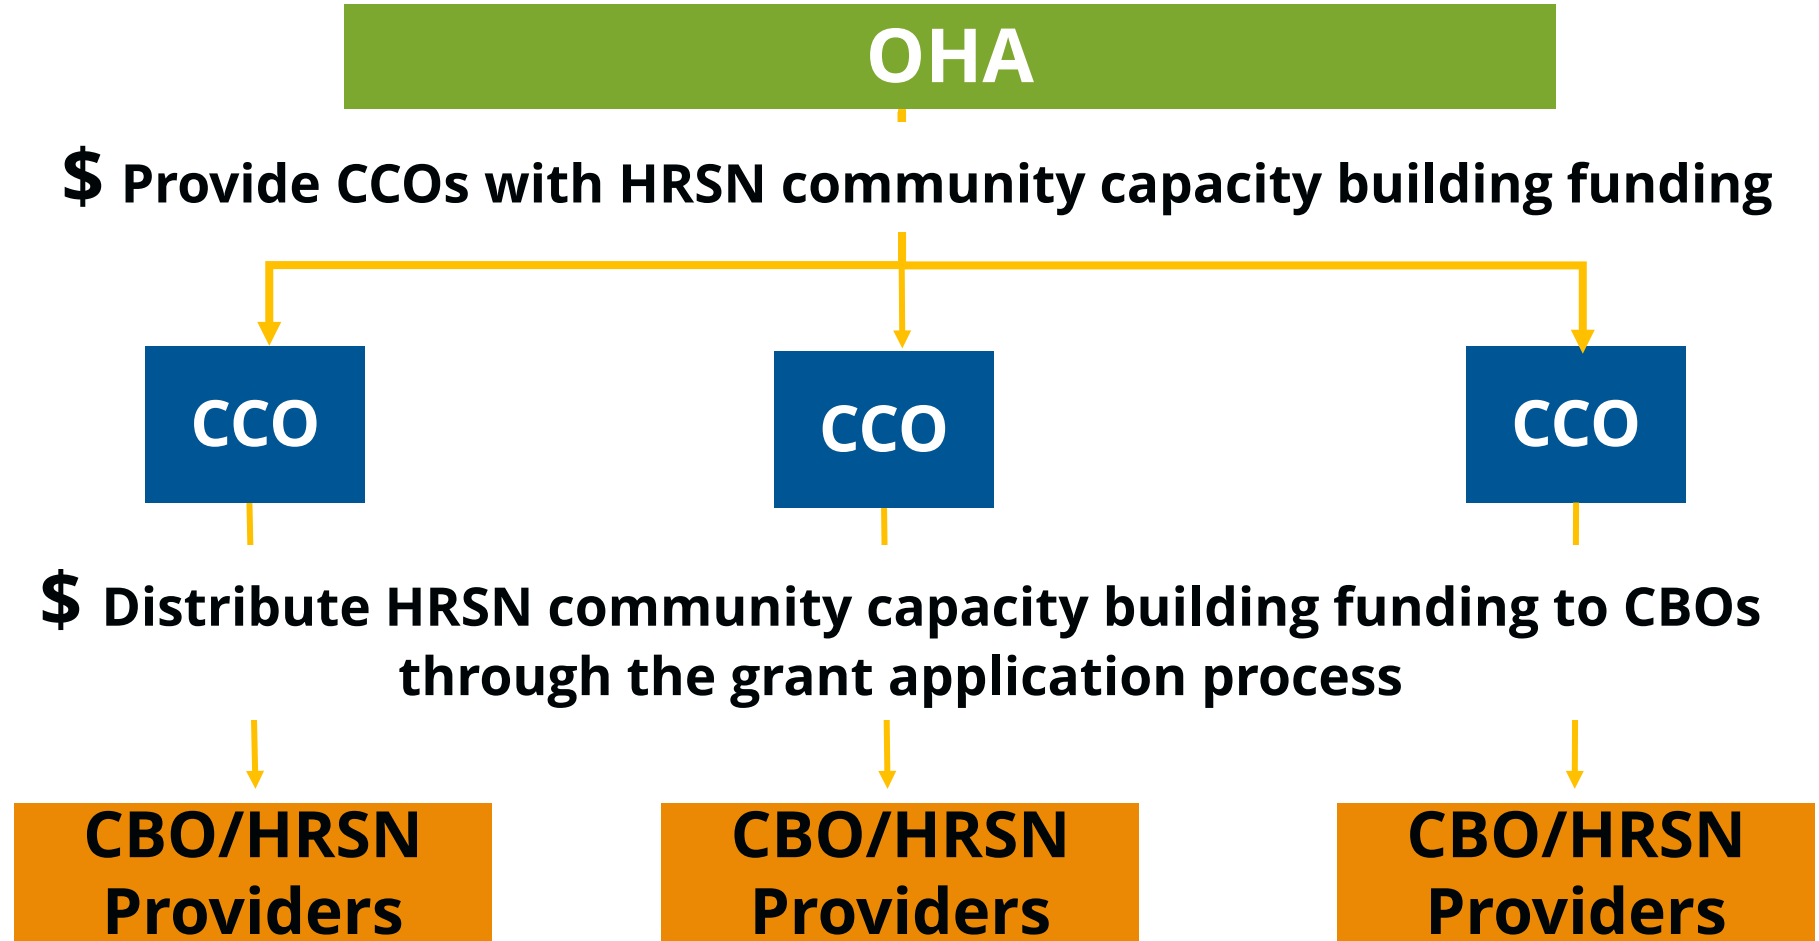 OHA
$ Provide CCOs with HRSN community capacity building funding
CCO
CCO
CCO
$ Distribute HRSN community capacity building funding to CBOs
through the grant application process
CBO/HRSN
Providers
CBO/HRSN
Providers
CBO/HRSN
Providers